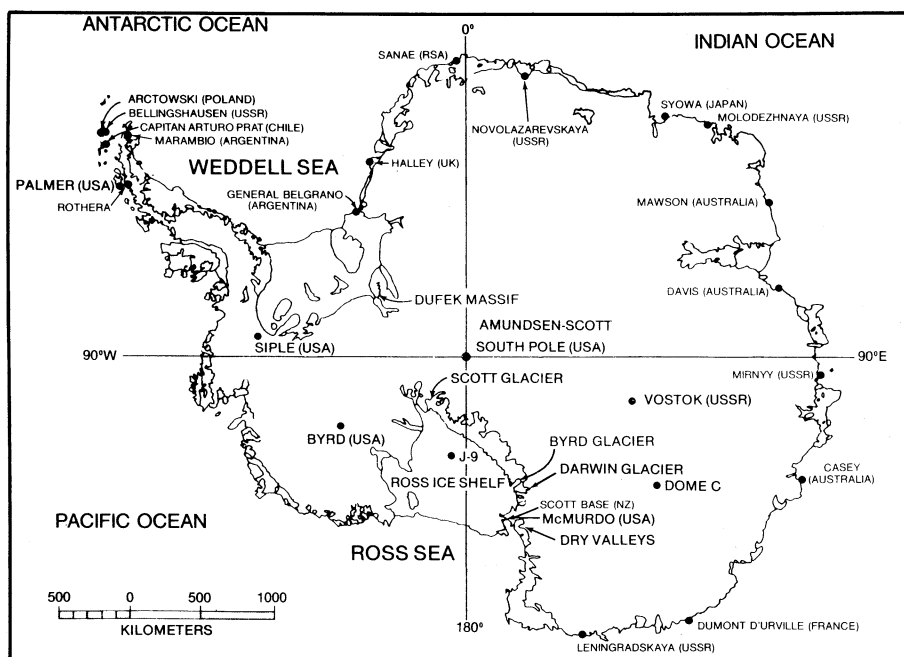 ANTARCTIC OCEAN
0°
INDIAN OCEAN
SANAE (RSA)
ARCTOWSKI (POLAND)
BELLINGSHAUSEN (USSR)
CAPITAN ARTURO PRAT (CHILE)
MARAMBIO (ARGENTINA)
SYOWA (JAPAN)
MOLODEZHNAYA (USSR)
NOVOLAZAREVSKAYA
(USSR)
WEDDELL SEA
HALLEY (UK)
PALMER (USA)
ROTHERA
GENERAL BELGRANO
(ARGENTINA)
MAWSON (AUSTRALIA)
DAVIS (AUSTRALIA)
DUFEK MASSIF
AMUNDSEN-SCOTT
SOUTH POLE (USA)
SIPLE (USA)
90°W
90°E
SCOTT GLACIER
MIRNYY (USSR)
VOSTOK (USSR)
BYRD (USA)
BYRD GLACIER
J-9
DARWIN GLACIER
ROSS ICE SHELF
DOME C
CASEY
(AUSTRALIA)
SCOTT BASE (NZ)
McMURDO (USA)
DRY VALLEYS
PACIFIC OCEAN
ROSS SEA
500 0 500 1000
KILOMETERS
180°
DUMONT D'URVILLE (FRANCE)
LENINGRADSKAYA (USSR)